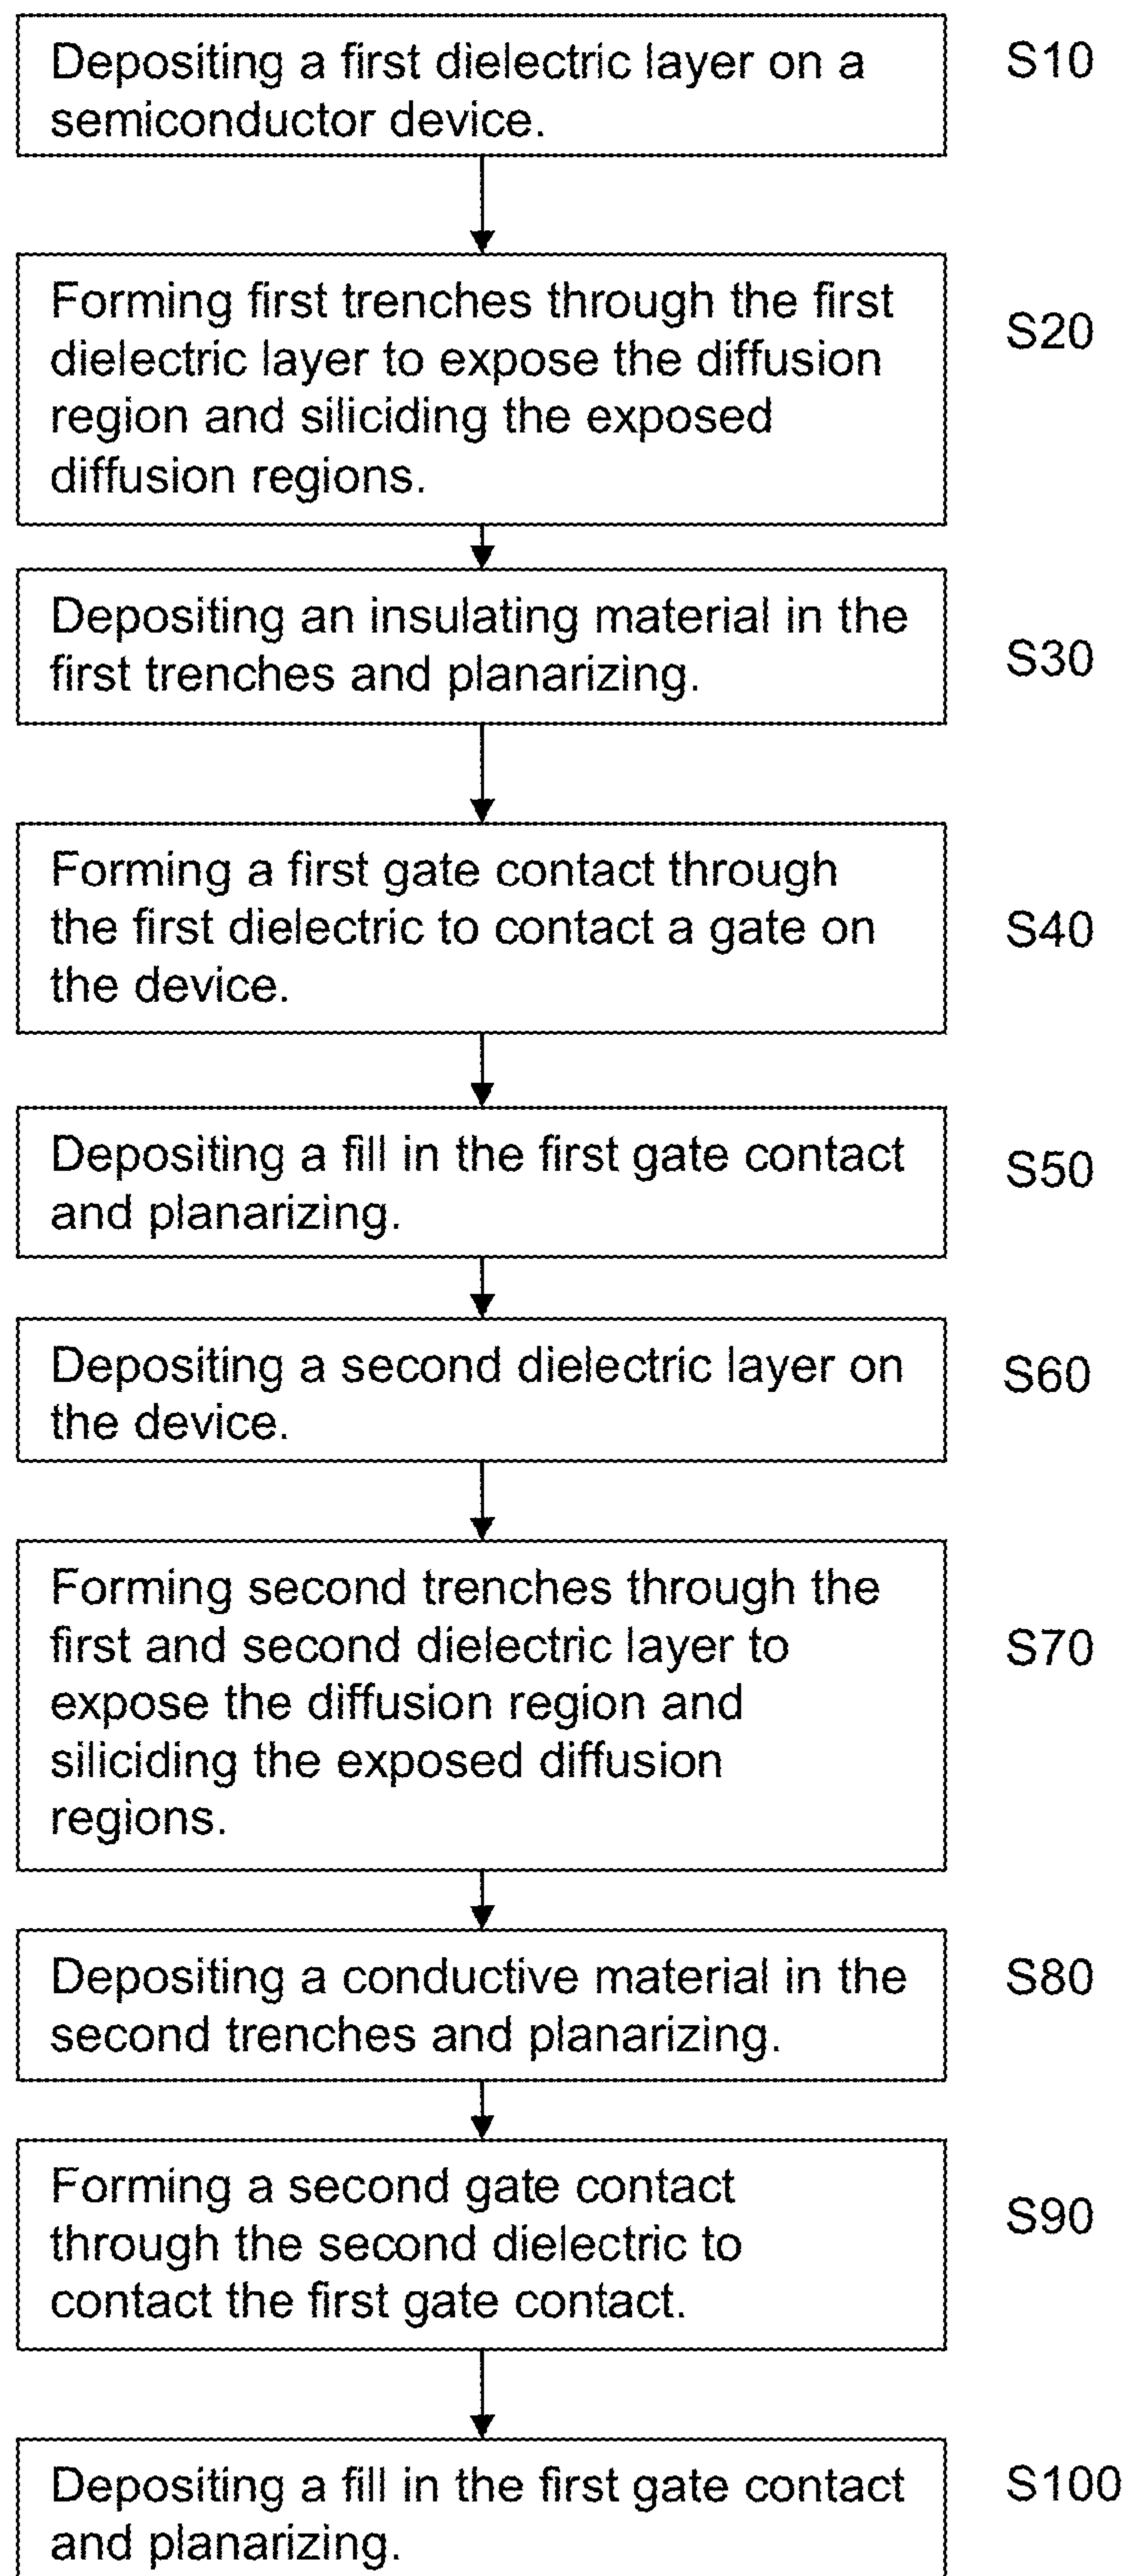 Depositing a first dielectric layer on a
semiconductor device.
S10
Forming first trenches through the first
dielectric layer to expose the diffusion
region and siliciding the exposed
diffusion regions.
S20
Depositing an insulating material in the
first trenches and planarizing.
S30
Forming a first gate contact through
the first dielectric to contact a gate on
the device.
S40
Depositing a fill in the first gate contact
and planarizing.
S50
Depositing a second dielectric layer on
the device.
S60
Forming second trenches through the
first and second dielectric layer to
expose the diffusion region and
siliciding the exposed diffusion
regions.
S70
Depositing a conductive material in the
second trenches and planarizing.
S80
Forming a second gate contact
through the second dielectric to
contact the first gate contact.
S90
Depositing a fill in the first gate contact
and planarizing.
S100